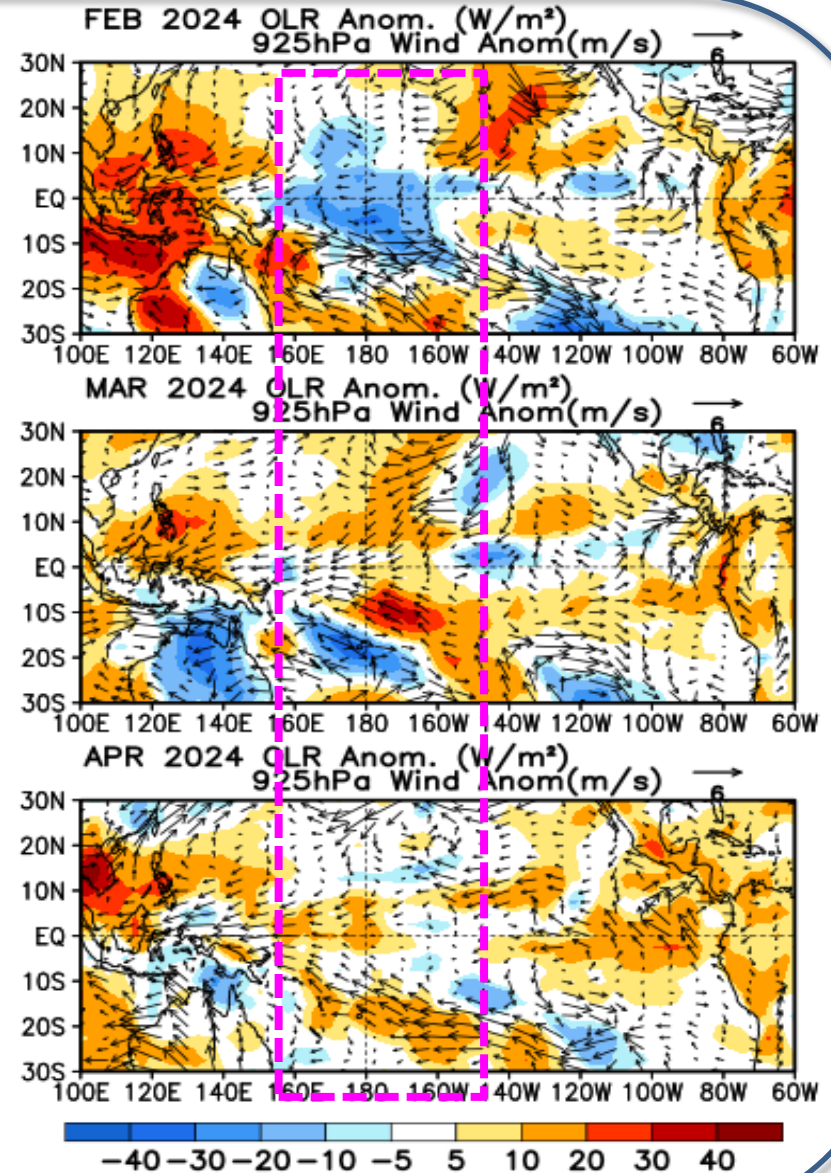 FEB 2024 OLR Anom. (W/m²)
925hPa Wind Anom(m/s)
6
30N
20N
10N
EQ
10S
20S
30S
100E 120E 140E 160E 180 160W 140W 120W 100W 80W 60W
MAR 2024 OLR Anom. (W/m²)
925hPa Wind Anom(m/s)
6
30N
20N
10N
EQ
10S
20S
30S
100E 120E 140E 160E 180 160W 140W 120W 100W 80W 60W
APR 2024 OLR Anom. (W/m²)
925hPa Wind Anom(m/s)
6
30N
20N
10N
EQ
10S
20S
30S
100E 120E 140E 160E 180 160W 140W 120W 100W 80W 60W
-40 -30 -20 -10 -5 5 10 20 30 40